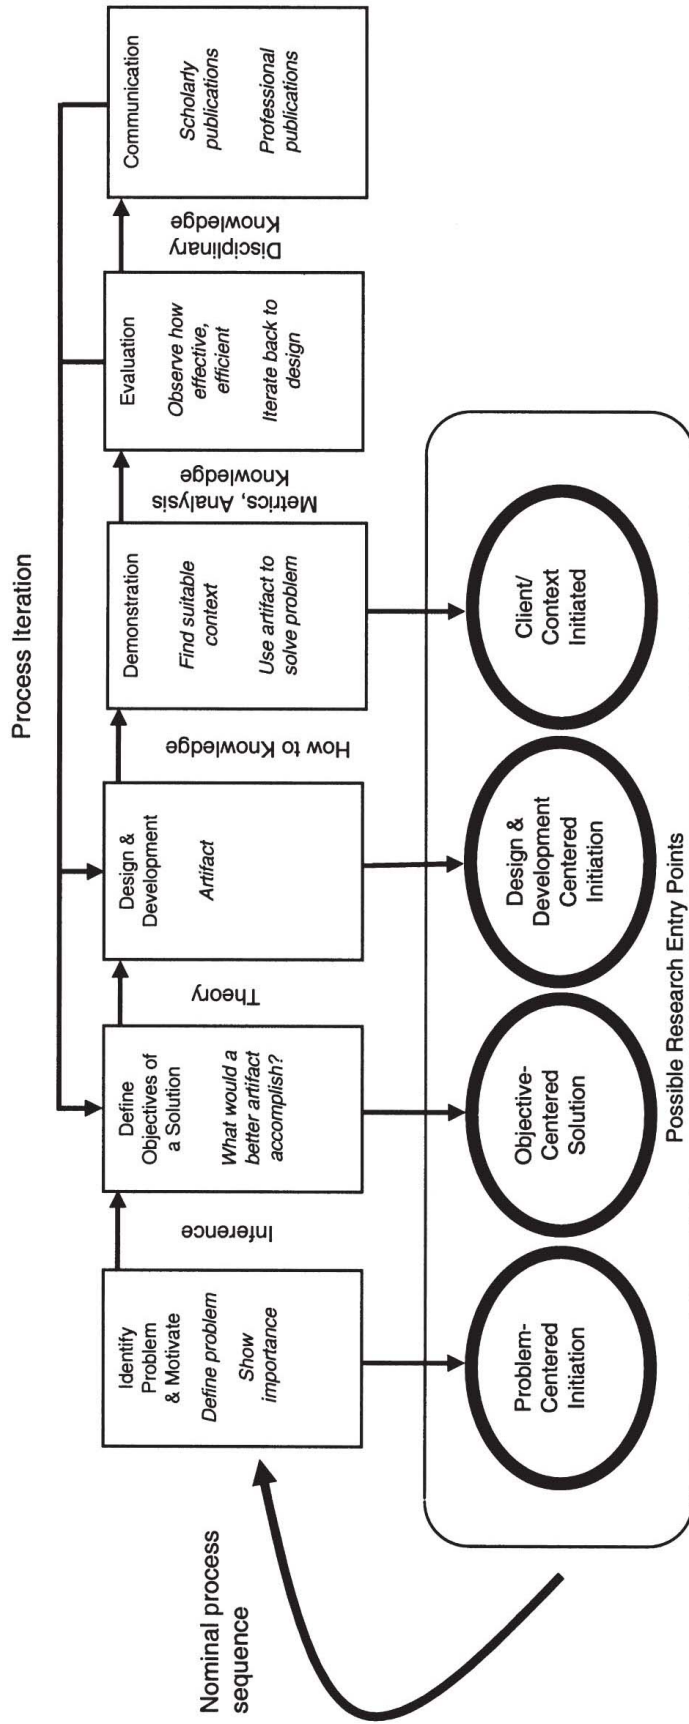 Process Iteration
Nominal process
sequence
Identify
Problem
& Motivate
Define problem
Show
importance
Inference
Define
Objectives of
a Solution
What would a
better artifact
accomplish?
Theory
Design &
Development
Artifact
How to Knowledge
Demonstration
Find suitable
context
Use artifact to
solve problem
Metrics, Analysis
Knowledge
Evaluation
Observe how
effective,
efficient
Iterate back to
design
Disciplinary
Knowledge
Communication
Scholarly
publications
Professional
publications
Problem-
Centered
Initiation
Objective-
Centered
Solution
Design &
Development
Centered
Initiation
Client/
Context
Initiated
Possible Research Entry Points